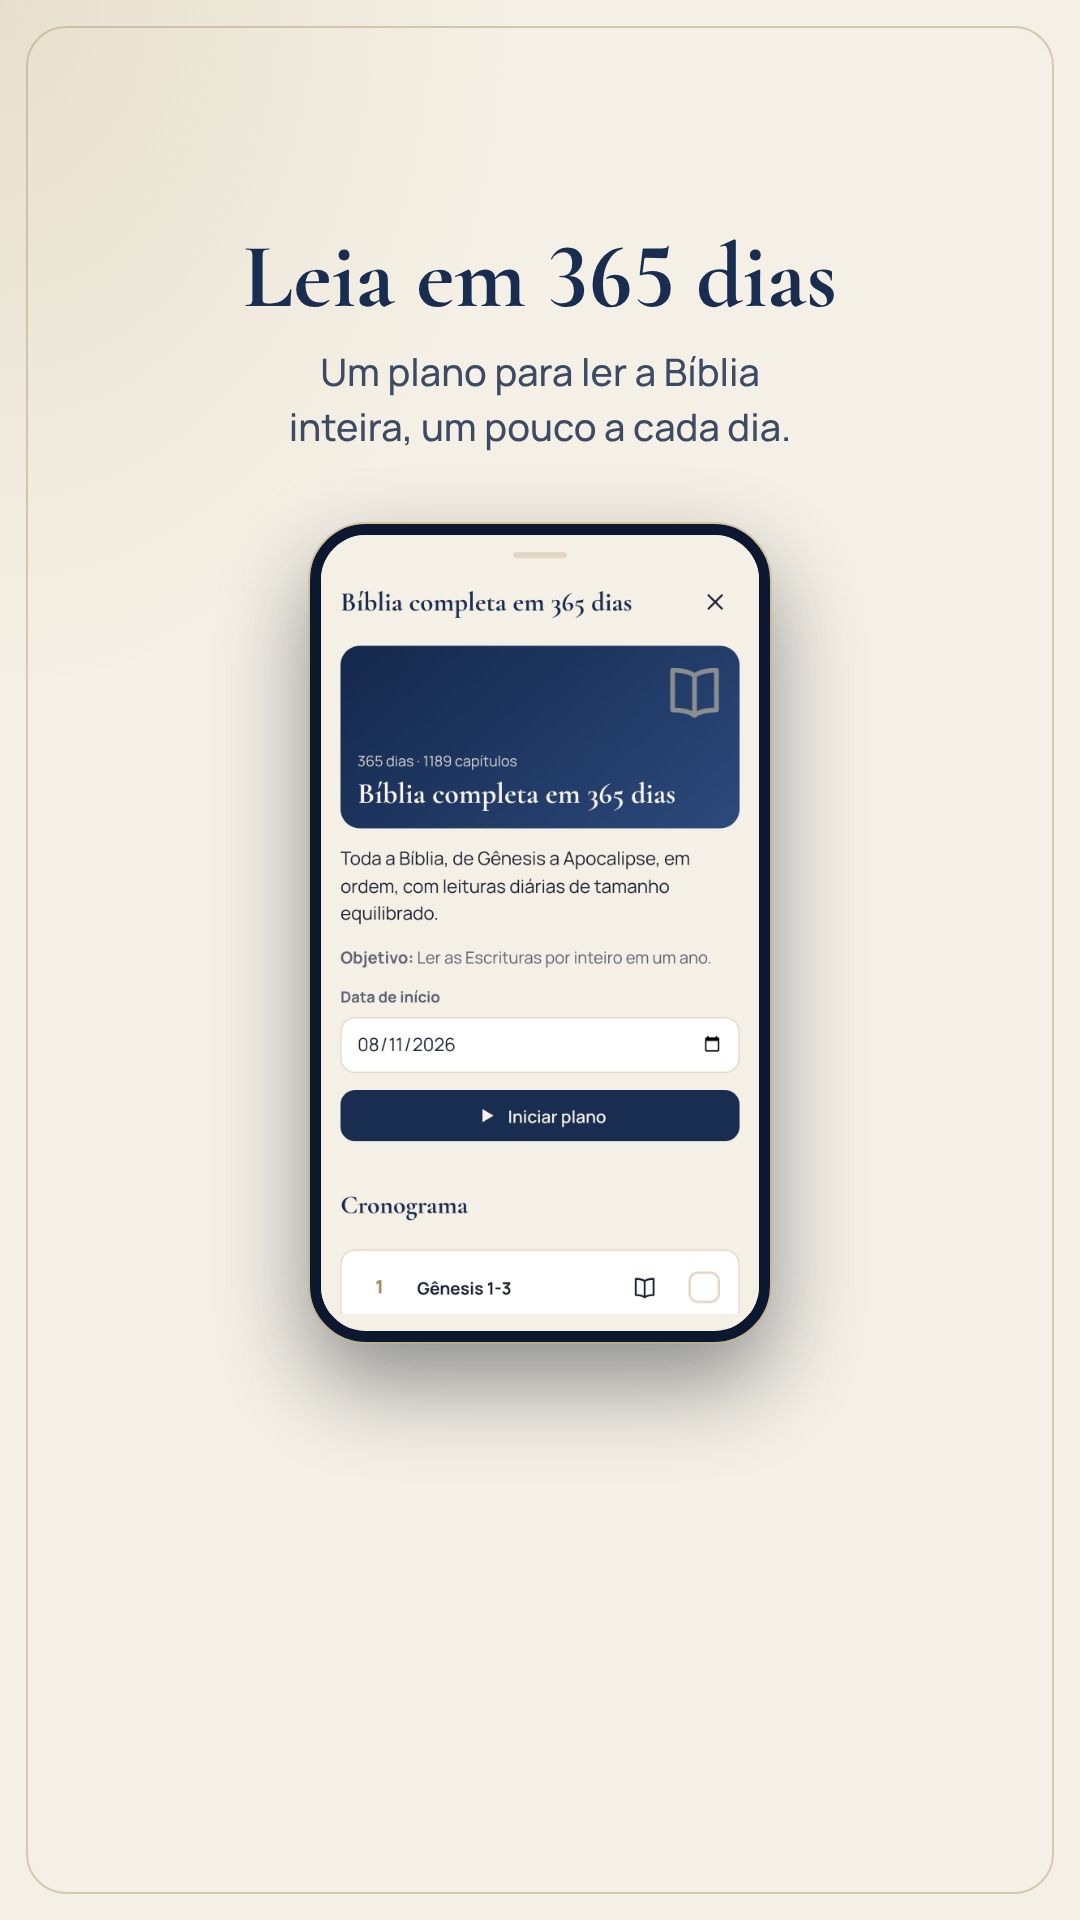 Leia em 365 dias
Um plano para ler a Bíblia
inteira, um pouco a cada dia.
Bíblia completa em 365 dias
365 dias · 1189 capítulos
Bíblia completa em 365 dias
Toda a Bíblia, de Gênesis a Apocalipse, em
ordem, com leituras diárias de tamanho
equilibrado.
Objetivo: Ler as Escrituras por inteiro em um ano.
Data de início
08/11/2026
Iniciar plano
Cronograma
1 Gênesis 1-3